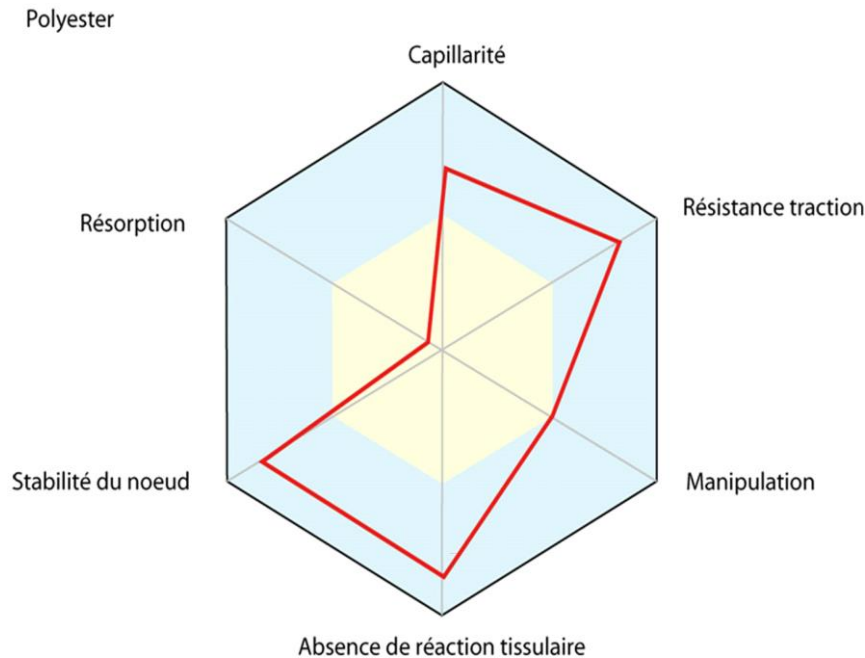 Polyester
Capillarité
Résistance traction
Résorption
Stabilité du noeud
Manipulation
Absence de réaction tissulaire